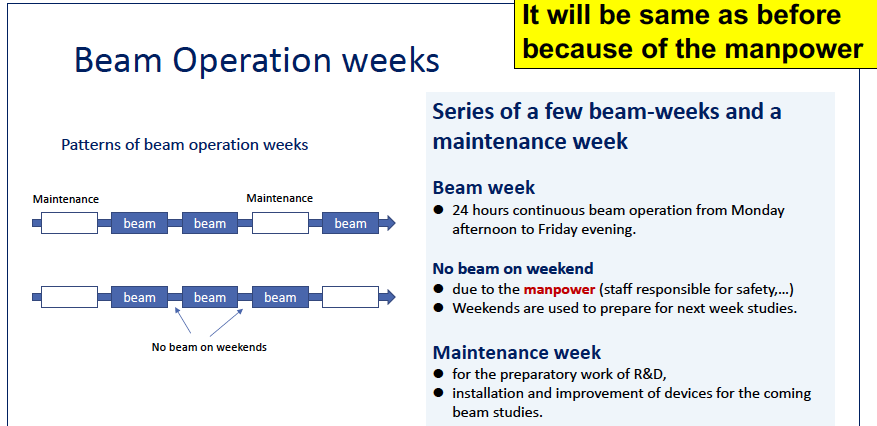 It will be same as before
because of the manpower
Beam Operation weeks
Patterns of beam operation weeks
Maintenance
Maintenance
beam
beam
beam
beam
beam
beam
No beam on weekends
Series of a few beam-weeks and a
maintenance week
Beam week
● 24 hours continuous beam operation from Monday
afternoon to Friday evening.
No beam on weekend
● due to the manpower (staff responsible for safety,...)
● Weekends are used to prepare for next week studies.
Maintenance week
● for the preparatory work of R&D,
● installation and improvement of devices for the coming
beam studies.